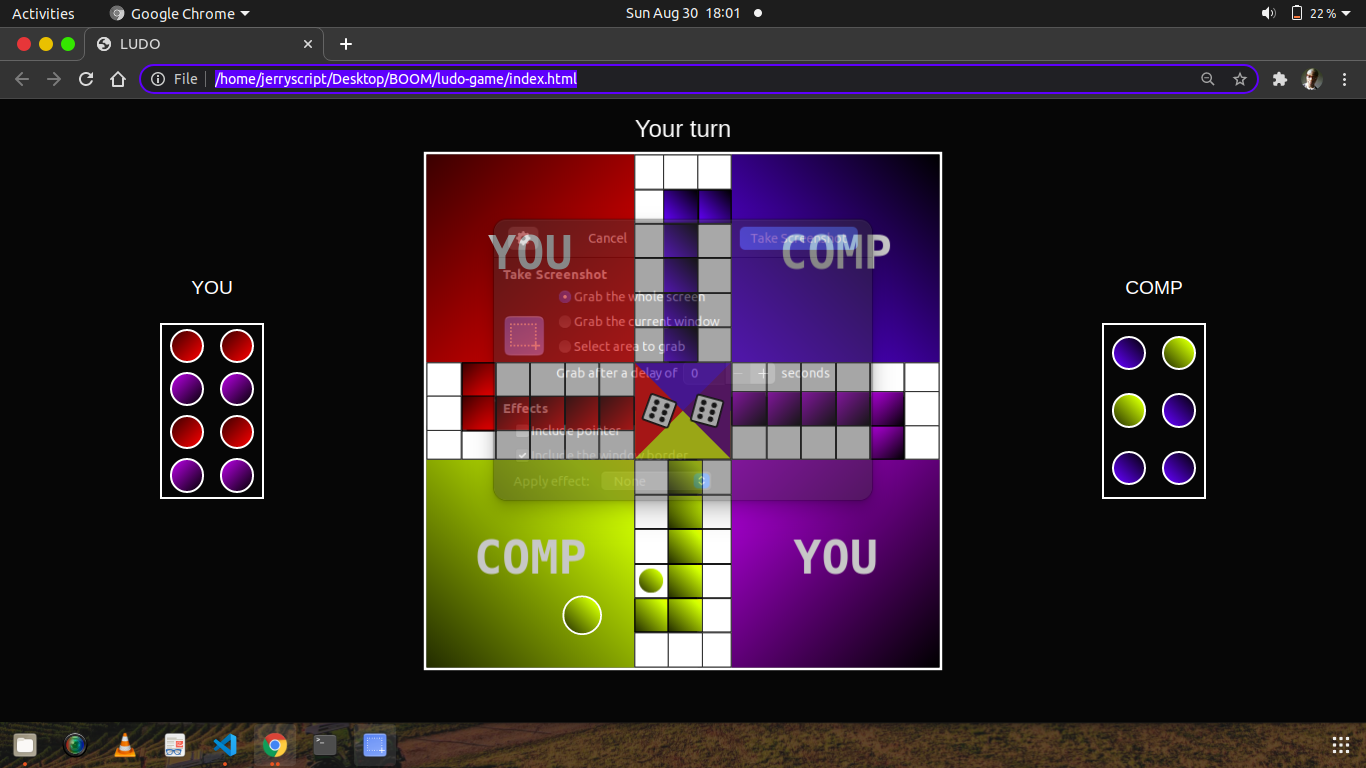 Activities Google Chrome Sun Aug 30 18:01 22 %
LUDO
File /home/jerryscript/Desktop/BOOM/ludo-game/index.html
Your turn
YOU COMP
Cancel Take Screenshot
Take Screenshot
Grab the whole screen
Grab the current window
Select area to grab
Grab after a delay of 0 − + seconds
Effects
Include pointer
Include the window border
Apply effect: None
YOU
COMP
COMP YOU